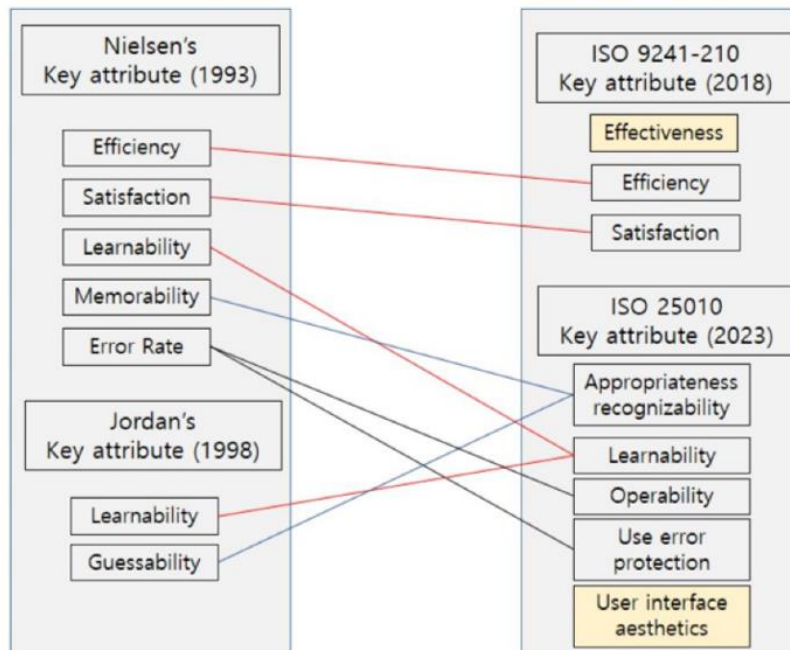 Nielsen's
Key attribute (1993)
Efficiency
Satisfaction
Learnability
Memorability
Error Rate
Jordan's
Key attribute (1998)
Learnability
Guessability
ISO 9241-210
Key attribute (2018)
Effectiveness
Efficiency
Satisfaction
ISO 25010
Key attribute (2023)
Appropriateness
recognizability
Learnability
Operability
Use error
protection
User interface
aesthetics